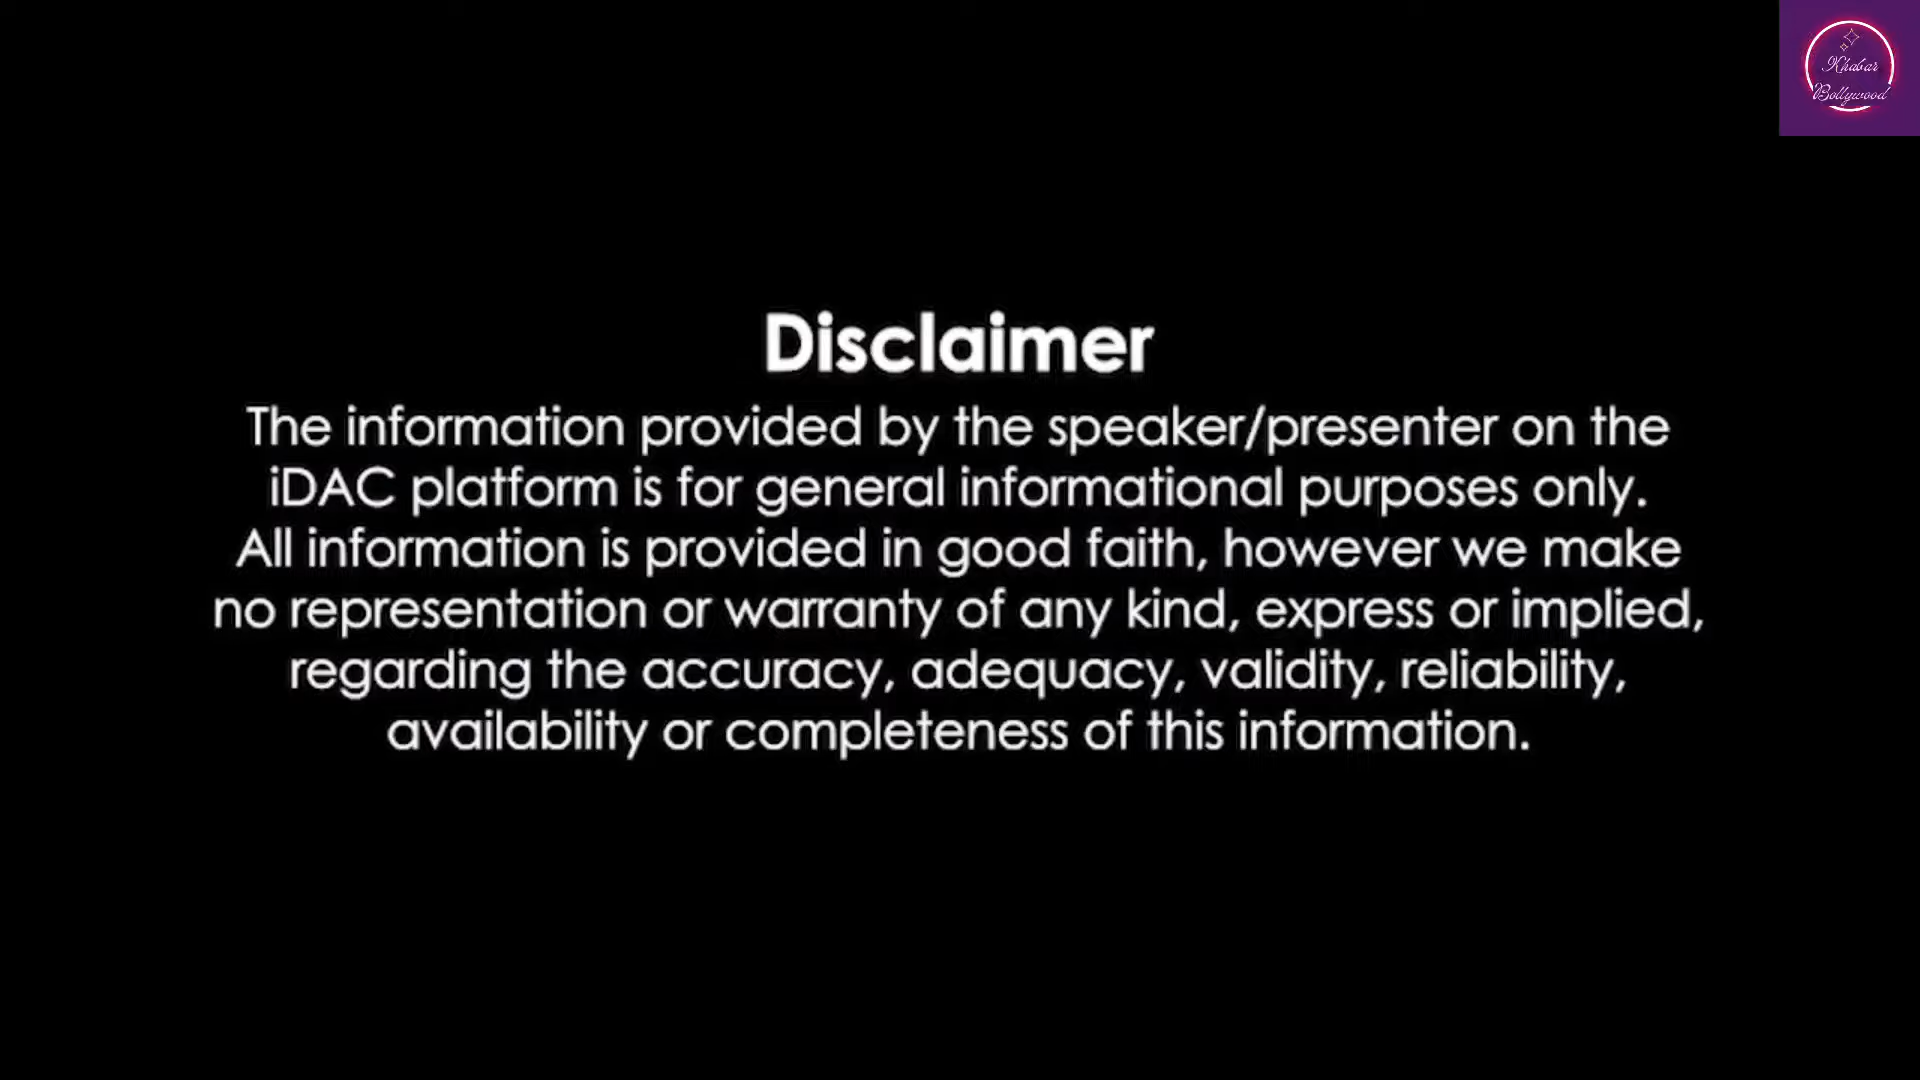 Khabar
Bollywood
Disclaimer
The information provided by the speaker/presenter on the
iDAC platform is for general informational purposes only.
All information is provided in good faith, however we make
no representation or warranty of any kind, express or implied,
regarding the accuracy, adequacy, validity, reliability,
availability or completeness of this information.